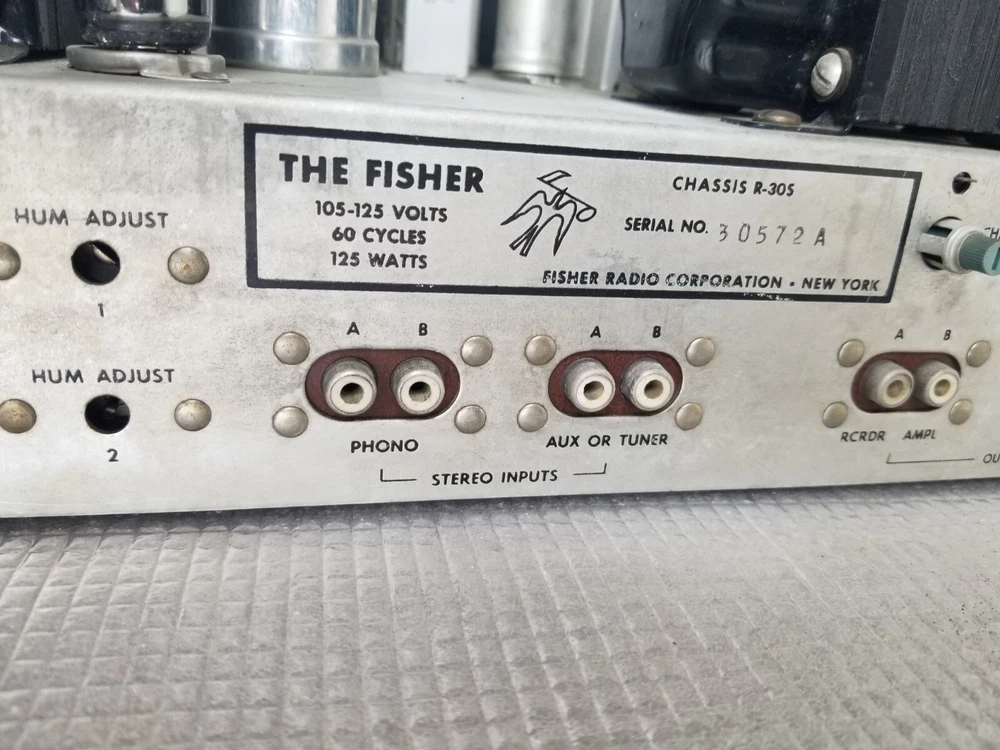 HUM ADJUST
1
HUM ADJUST
2
THE FISHER
105-125 VOLTS
60 CYCLES
125 WATTS
CHASSIS R-30S
SERIAL NO. 30572A
FISHER RADIO CORPORATION • NEW YORK
A B
PHONO
A B
AUX OR TUNER
STEREO INPUTS
A B
RCRDR AMPL